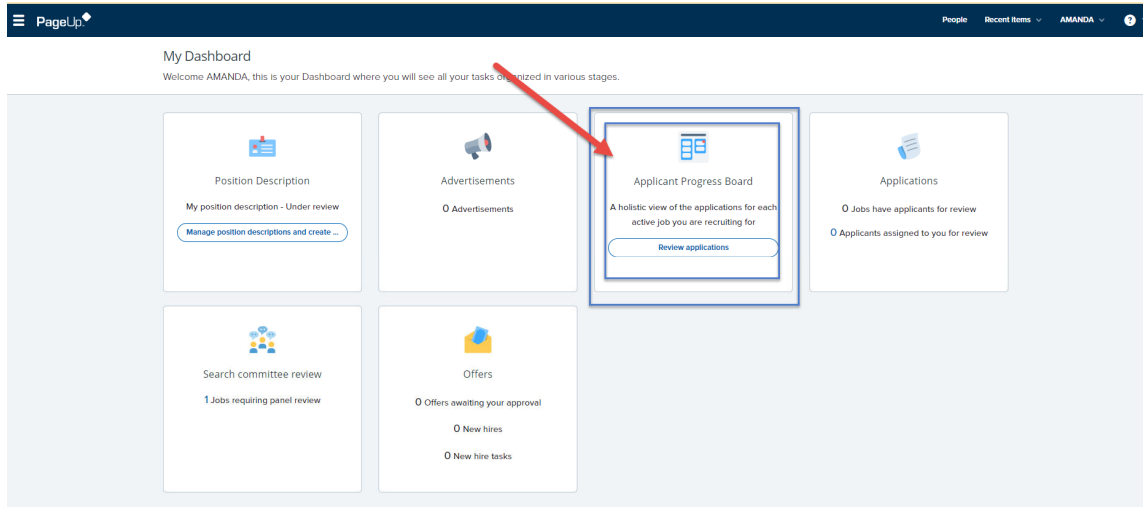 PageUp.
People Recent items AMANDA ?
My Dashboard
Welcome AMANDA, this is your Dashboard where you will see all your tasks organized in various stages.
Position Description
My position description - Under review
Manage position descriptions and create ...
Advertisements
0 Advertisements
Applicant Progress Board
A holistic view of the applications for each
active job you are recruiting for
Review applications
Applications
0 Jobs have applicants for review
0 Applicants assigned to you for review
Search committee review
1 Jobs requiring panel review
Offers
0 Offers awaiting your approval
0 New hires
0 New hire tasks